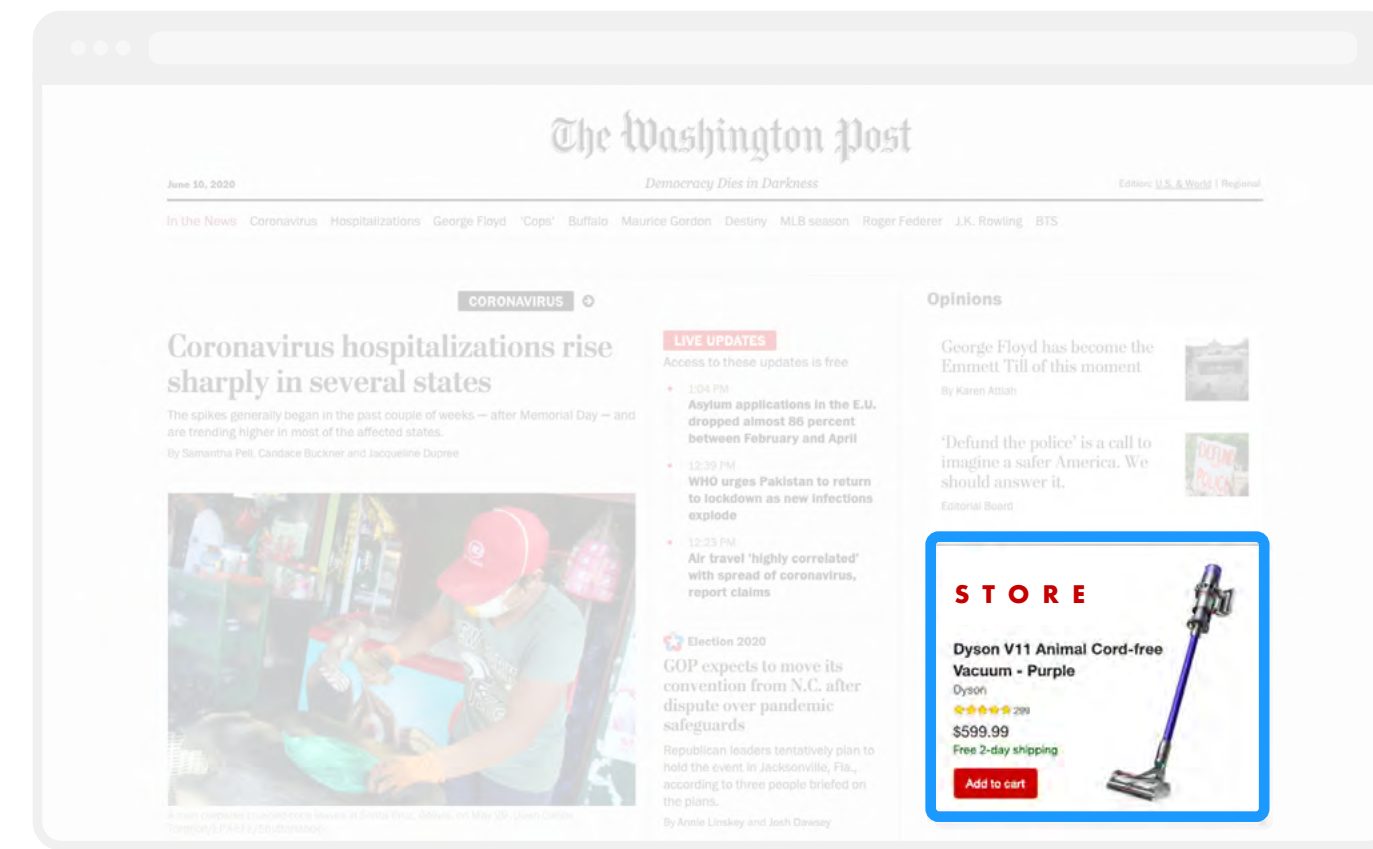 The Washington Post
June 10, 2020
Democracy Dies in Darkness
Edition: U.S. & World | Regional
In the News Coronavirus Hospitalizations George Floyd 'Cops' Buffalo Maurice Gordon Destiny MLB season Roger Federer J.K. Rowling BTS
CORONAVIRUS
Coronavirus hospitalizations rise
sharply in several states
The spikes generally began in the past couple of weeks — after Memorial Day — and
are trending higher in most of the affected states.
By Samantha Pell, Candace Buckner and Jacqueline Dupree
LIVE UPDATES
Access to these updates is free
1:04 PM
Asylum applications in the E.U.
dropped almost 86 percent
between February and April
12:39 PM
WHO urges Pakistan to return
to lockdown as new infections
explode
12:23 PM
Air travel 'highly correlated'
with spread of coronavirus,
report claims
Election 2020
GOP expects to move its
convention from N.C. after
dispute over pandemic
safeguards
Republican leaders tentatively plan to
hold the event in Jacksonville, Fla.,
according to three people briefed on
the plans.
By Annie Linskey and Josh Dawsey
Opinions
George Floyd has become the
Emmett Till of this moment
By Karen Attiah
'Defund the police' is a call to
imagine a safer America. We
should answer it.
Editorial Board
DEFUND
STORE
Dyson V11 Animal Cord-free
Vacuum - Purple
Dyson
299
$599.99
Free 2-day shipping
Add to cart